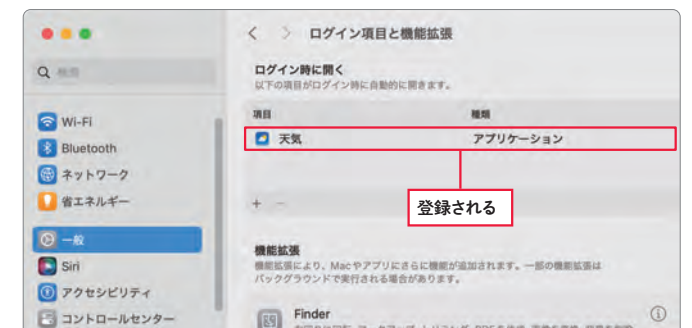 ログイン項目と機能拡張
検索
ログイン時に開く
以下の項目がログイン時に自動的に開きます。
項目 種類
天気 アプリケーション
登録される
+ −
機能拡張
機能拡張により、Macやアプリにさらに機能が追加されます。一部の機能拡張は
バックグラウンドで実行される場合があります。
Finder
Wi-Fi
Bluetooth
ネットワーク
省エネルギー
一般
Siri
アクセシビリティ
コントロールセンター